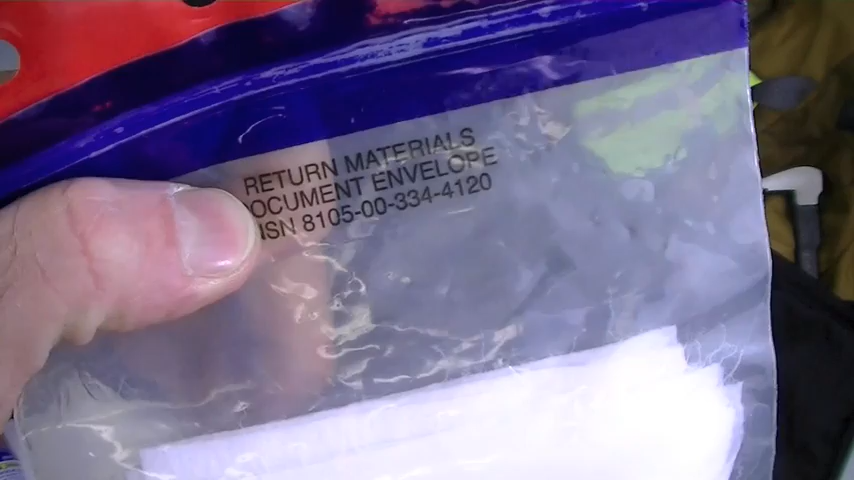 RETURN MATERIALS
OCUMENT ENVELOPE
SN 8105-00-334-4120